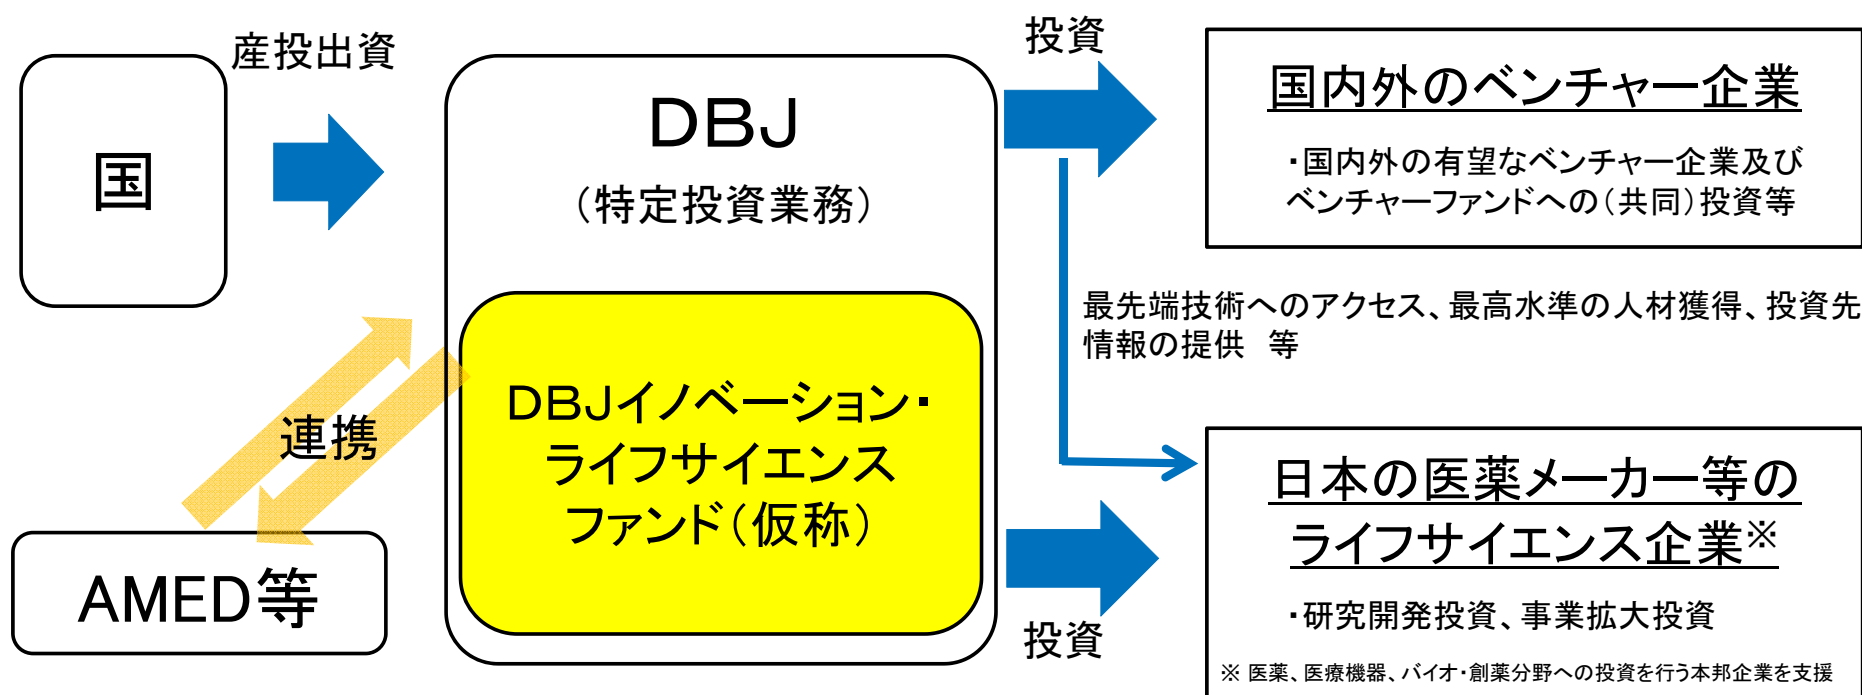 産投出資
国
DBJ
（特定投資業務）
DBJイノベーション・
ライフサイエンス
ファンド（仮称）
連携
AMED等
投資
国内外のベンチャー企業
・国内外の有望なベンチャー企業及び
ベンチャーファンドへの（共同）投資等
最先端技術へのアクセス、最高水準の人材獲得、投資先
情報の提供　等
日本の医薬メーカー等の
ライフサイエンス企業※
・研究開発投資、事業拡大投資
投資
※ 医薬、医療機器、バイオ・創薬分野への投資を行う本邦企業を支援